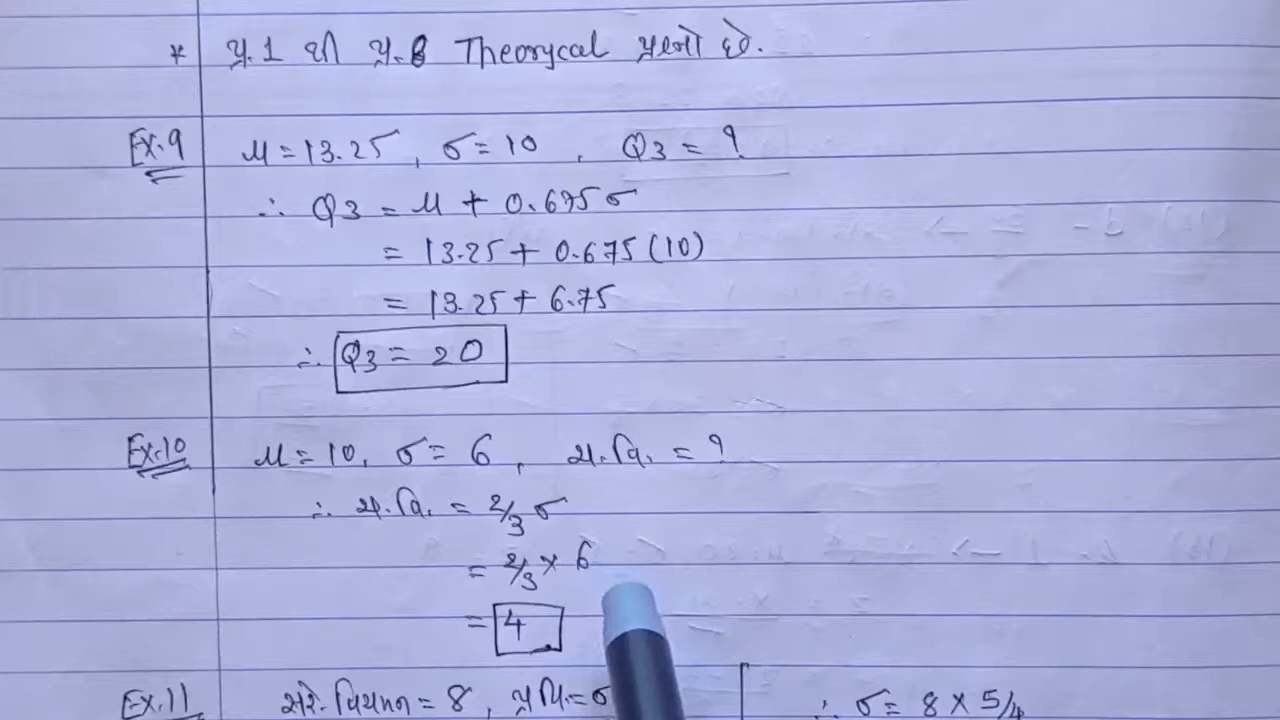 * પ્ર.1 થી પ્ર.8 Theorycal પ્રશ્નો છે.
Ex.9 μ = 13.25, σ = 10, Q3 = ?
∴ Q3 = μ + 0.675 σ
= 13.25 + 0.675 (10)
= 13.25 + 6.75
∴ Q3 = 20
Ex.10 μ = 10, σ = 6, ચ.વિ. = ?
∴ ચ.વિ. = 2/3 σ
= 2/3 × 6
= 4
Ex.11 સરે. વિચલન = 8, પ્ર.વિ = σ
∴ σ = 8 × 5/4